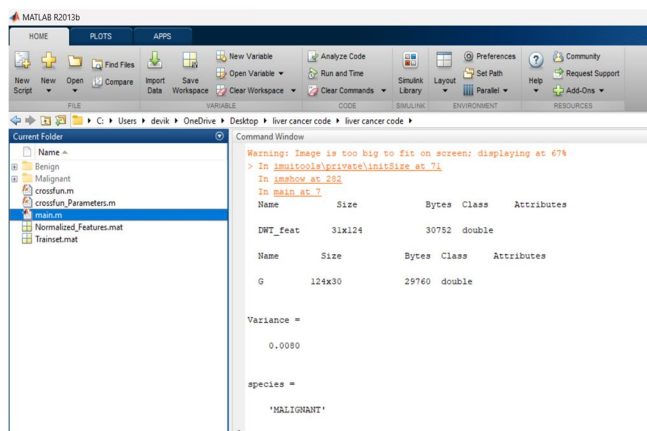 MATLAB R2013b
HOME PLOTS APPS
New Script New Open Find Files Compare Import Data Save Workspace New Variable Open Variable Clear Workspace Analyze Code Run and Time Clear Commands Simulink Library Layout Preferences Set Path Parallel Help Community Request Support Add-Ons
FILE VARIABLE CODE SIMULINK ENVIRONMENT RESOURCES
C: Users devik OneDrive Desktop liver cancer code liver cancer code
Current Folder
Name
Benign
Malignant
crossfun.m
crossfun_Parameters.m
main.m
Normalized_Features.mat
Trainset.mat
Command Window
Warning: Image is too big to fit on screen; displaying at 67%
> In imuitools\private\initSize at 71
In imshow at 282
In main at 7
Name Size Bytes Class Attributes
DWT_feat 31x124 30752 double
Name Size Bytes Class Attributes
G 124x30 29760 double
Variance =
0.0080
species =
'MALIGNANT'